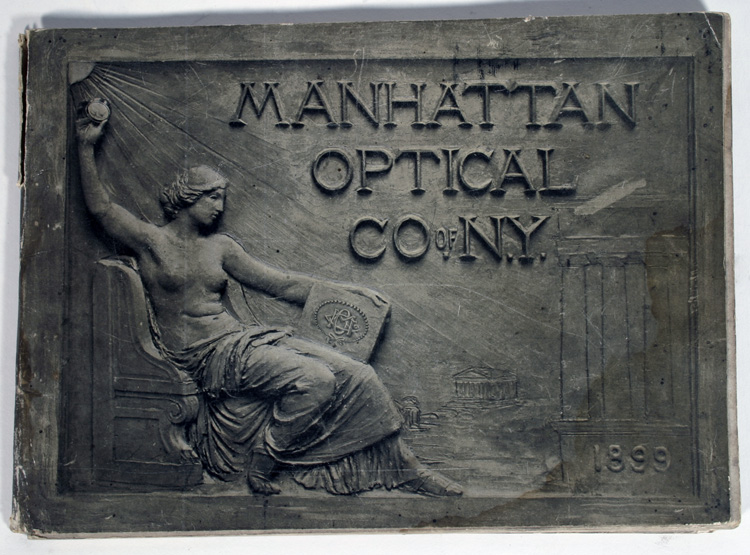 MANHATTAN
OPTICAL
CO OF N.Y.
1899